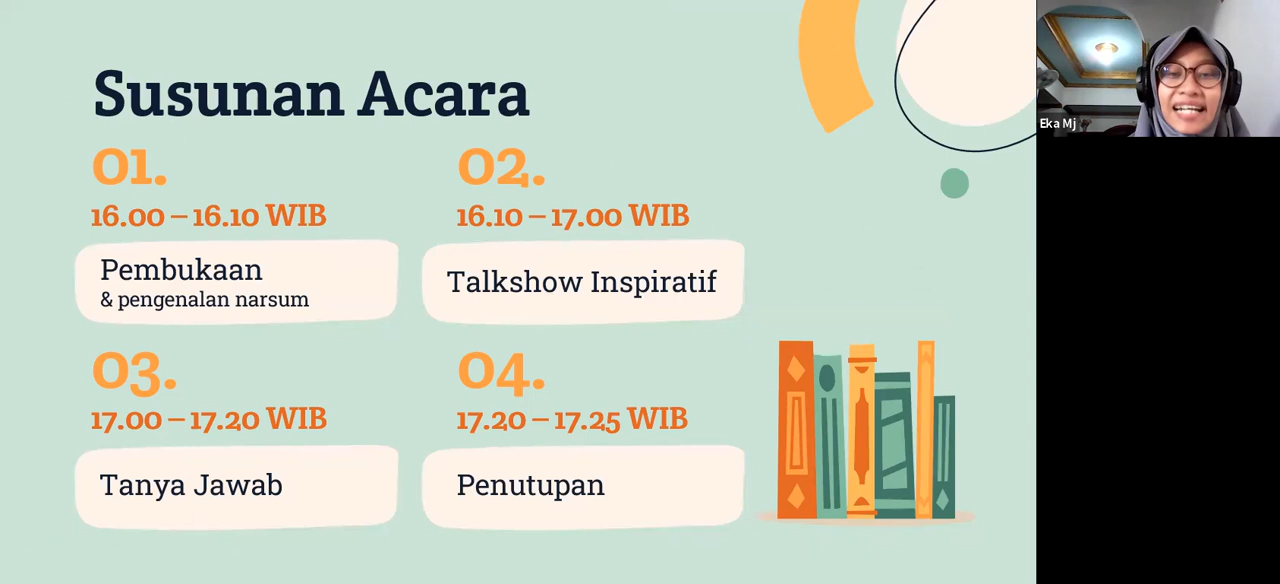 Susunan Acara
01.
16.00 – 16.10 WIB
Pembukaan
& pengenalan narsum
02.
16.10 – 17.00 WIB
Talkshow Inspiratif
03.
17.00 – 17.20 WIB
Tanya Jawab
04.
17.20 – 17.25 WIB
Penutupan
Eka Mj